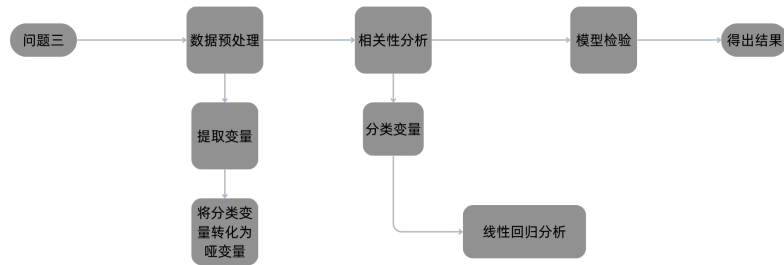 问题三
数据预处理
相关性分析
模型检验
得出结果
提取变量
分类变量
将分类变
量转化为
哑变量
线性回归分析